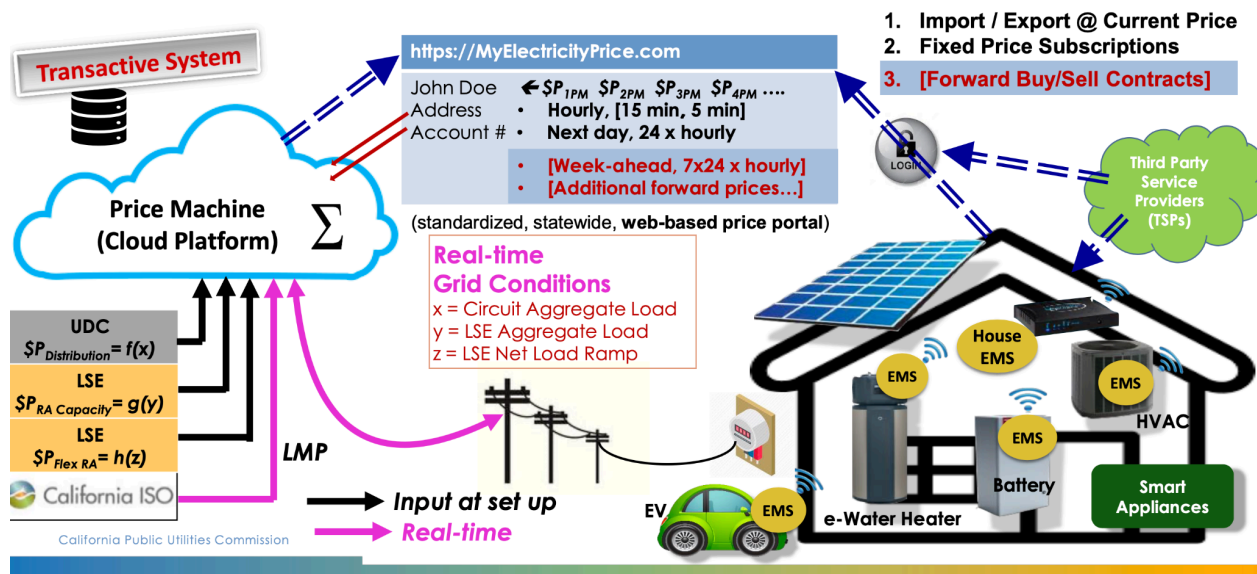 Transactive System
https://MyElectricityPrice.com
John Doe ← $P1PM $P2PM $P3PM $P4PM ….
Address • Hourly, [15 min, 5 min]
Account # • Next day, 24 x hourly
• [Week-ahead, 7x24 x hourly]
• [Additional forward prices…]
(standardized, statewide, web-based price portal)
1. Import / Export @ Current Price
2. Fixed Price Subscriptions
3. [Forward Buy/Sell Contracts]
LOGIN
Third Party
Service
Providers
(TSPs)
Price Machine
(Cloud Platform) Σ
Real-time
Grid Conditions
x = Circuit Aggregate Load
y = LSE Aggregate Load
z = LSE Net Load Ramp
UDC
$PDistribution= f(x)
LSE
$PRA Capacity= g(y)
LSE
$PFlex RA= h(z)
California ISO
LMP
Input at set up
Real-time
California Public Utilities Commission
House
EMS
EMS
EMS
HVAC
EMS
Battery
e-Water Heater
EV
EMS
Smart
Appliances